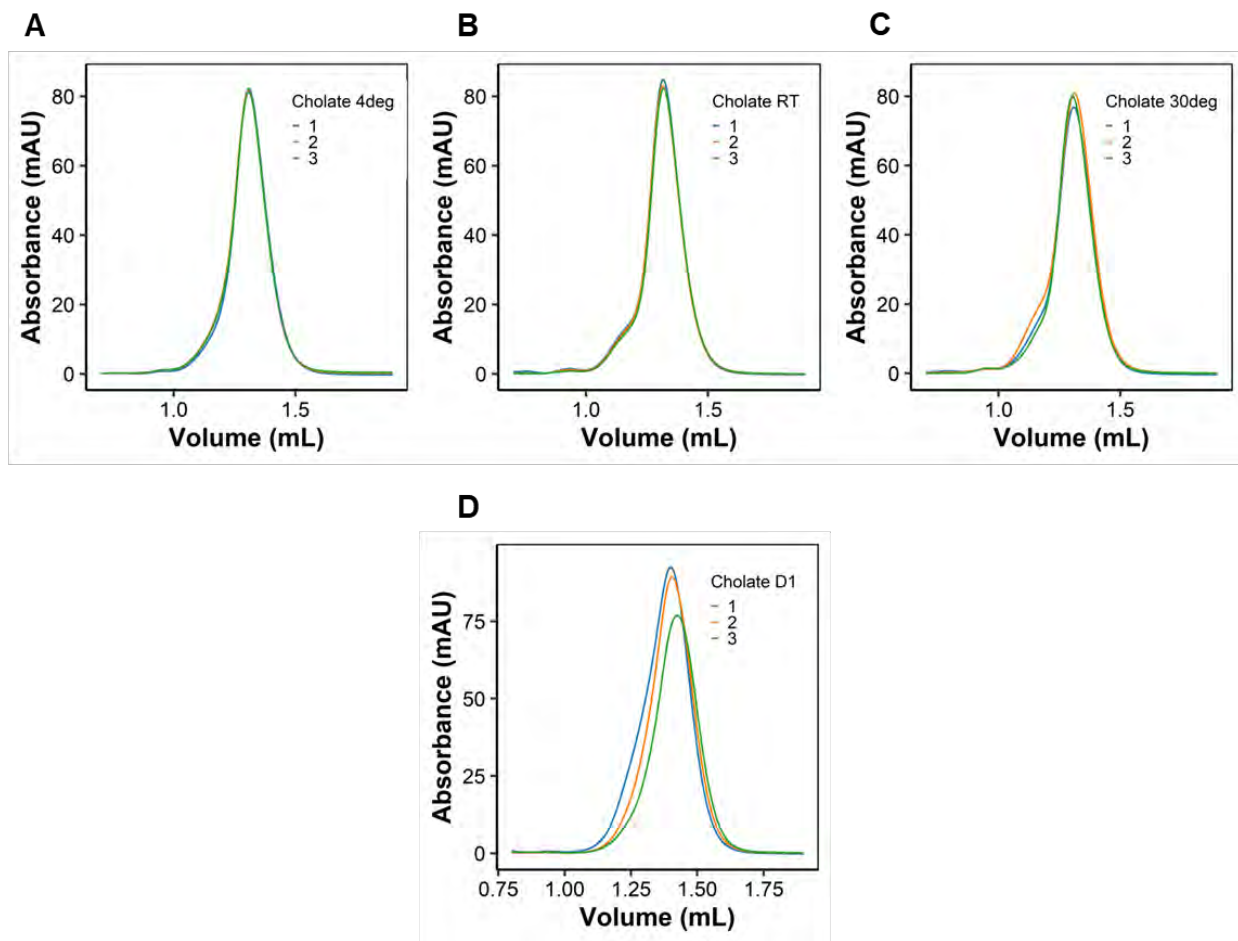 A
B
C
Absorbance (mAU)
80
60
40
20
0
1.0
1.5
Volume (mL)
Cholate 4deg
1
2
3
Absorbance (mAU)
80
60
40
20
0
1.0
1.5
Volume (mL)
Cholate RT
1
2
3
Absorbance (mAU)
80
60
40
20
0
1.0
1.5
Volume (mL)
Cholate 30deg
1
2
3
D
Absorbance (mAU)
75
50
25
0
0.75
1.00
1.25
1.50
1.75
Volume (mL)
Cholate D1
1
2
3